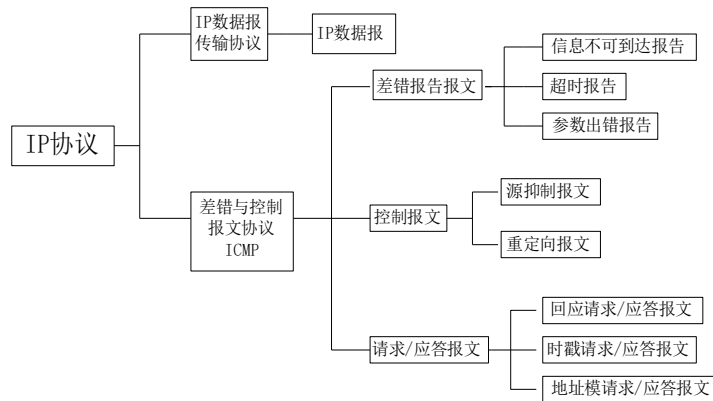 IP协议
IP数据报
传输协议
IP数据报
差错与控制
报文协议
ICMP
差错报告报文
信息不可到达报告
超时报告
参数出错报告
控制报文
源抑制报文
重定向报文
请求/应答报文
回应请求/应答报文
时戳请求/应答报文
地址模请求/应答报文